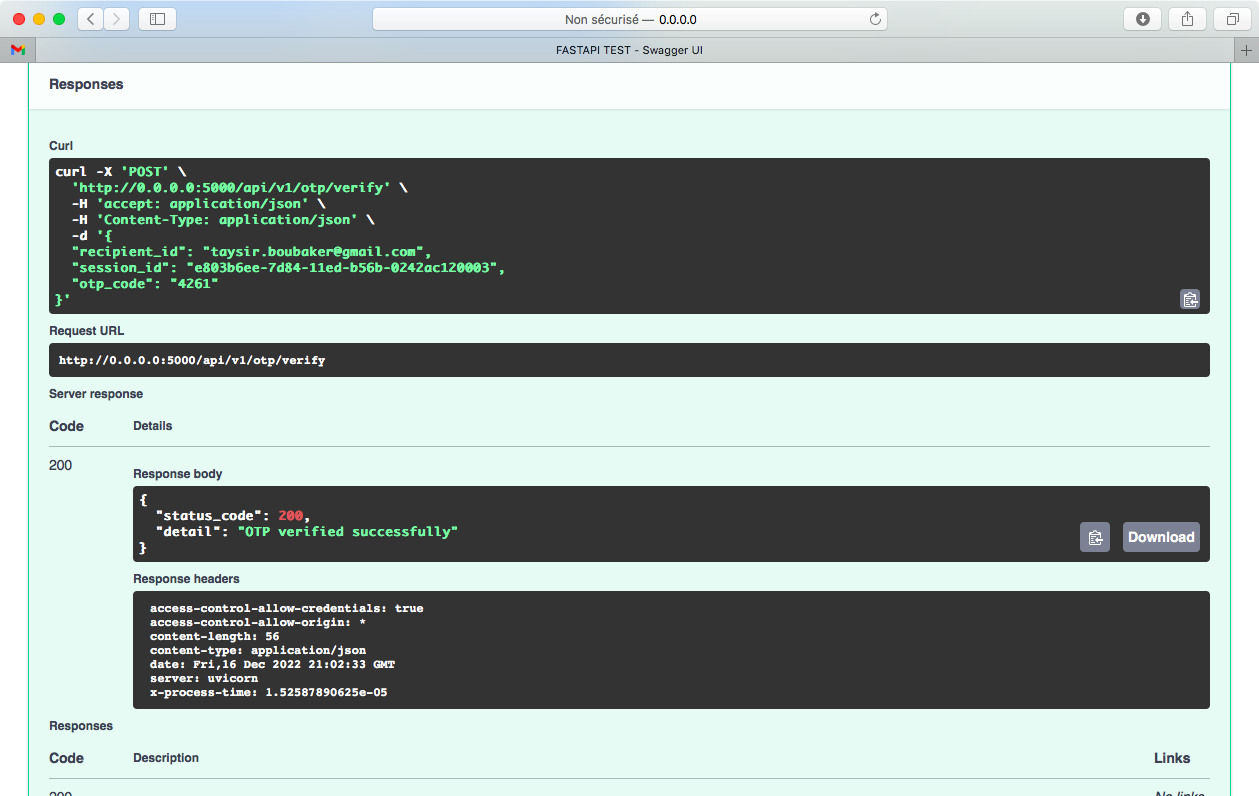 Non sécurisé — 0.0.0.0
FASTAPI TEST - Swagger UI
Responses
Curl
curl -X 'POST' \
  'http://0.0.0.0:5000/api/v1/otp/verify' \
  -H 'accept: application/json' \
  -H 'Content-Type: application/json' \
  -d '{
  "recipient_id": "taysir.boubaker@gmail.com",
  "session_id": "e803b6ee-7d84-11ed-b56b-0242ac120003",
  "otp_code": "4261"
}'
Request URL
http://0.0.0.0:5000/api/v1/otp/verify
Server response
Code Details
200
Response body
{
  "status_code": 200,
  "detail": "OTP verified successfully"
}
Download
Response headers
access-control-allow-credentials: true
access-control-allow-origin: *
content-length: 56
content-type: application/json
date: Fri,16 Dec 2022 21:02:33 GMT
server: uvicorn
x-process-time: 1.52587890625e-05
Responses
Code Description Links
200 No links